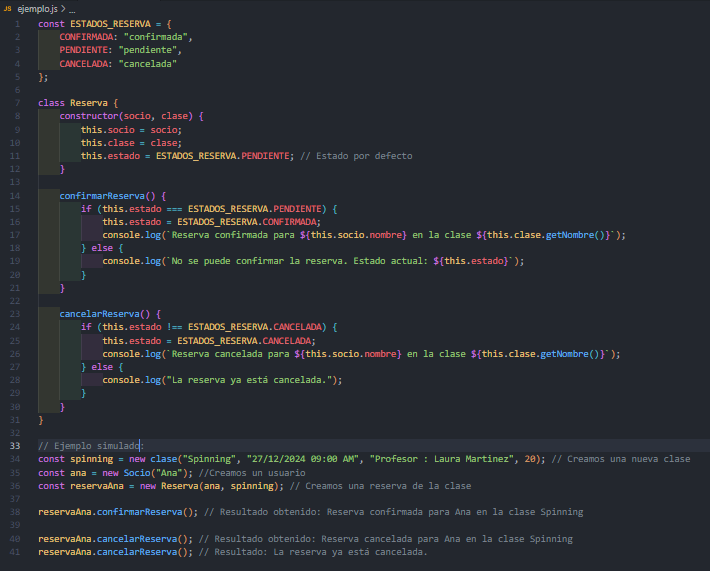 JS ejemplo.js > ...
1 const ESTADOS_RESERVA = {
2     CONFIRMADA: "confirmada",
3     PENDIENTE: "pendiente",
4     CANCELADA: "cancelada"
5 };
6
7 class Reserva {
8     constructor(socio, clase) {
9         this.socio = socio;
10         this.clase = clase;
11         this.estado = ESTADOS_RESERVA.PENDIENTE; // Estado por defecto
12     }
13
14     confirmarReserva() {
15         if (this.estado === ESTADOS_RESERVA.PENDIENTE) {
16             this.estado = ESTADOS_RESERVA.CONFIRMADA;
17             console.log(`Reserva confirmada para ${this.socio.nombre} en la clase ${this.clase.getNombre()}`);
18         } else {
19             console.log(`No se puede confirmar la reserva. Estado actual: ${this.estado}`);
20         }
21     }
22
23     cancelarReserva() {
24         if (this.estado !== ESTADOS_RESERVA.CANCELADA) {
25             this.estado = ESTADOS_RESERVA.CANCELADA;
26             console.log(`Reserva cancelada para ${this.socio.nombre} en la clase ${this.clase.getNombre()}`);
27         } else {
28             console.log("La reserva ya está cancelada.");
29         }
30     }
31 }
32
33 // Ejemplo simulado:
34 const spinning = new clase("Spinning", "27/12/2024 09:00 AM", "Profesor : Laura Martinez", 20); // Creamos una nueva clase
35 const ana = new Socio("Ana"); //Creamos un usuario
36 const reservaAna = new Reserva(ana, spinning); // Creamos una reserva de la clase
37
38 reservaAna.confirmarReserva(); // Resultado obtenido: Reserva confirmada para Ana en la clase Spinning
39
40 reservaAna.cancelarReserva(); // Resultado obtenido: Reserva cancelada para Ana en la clase Spinning
41 reservaAna.cancelarReserva(); // Resultado: La reserva ya está cancelada.